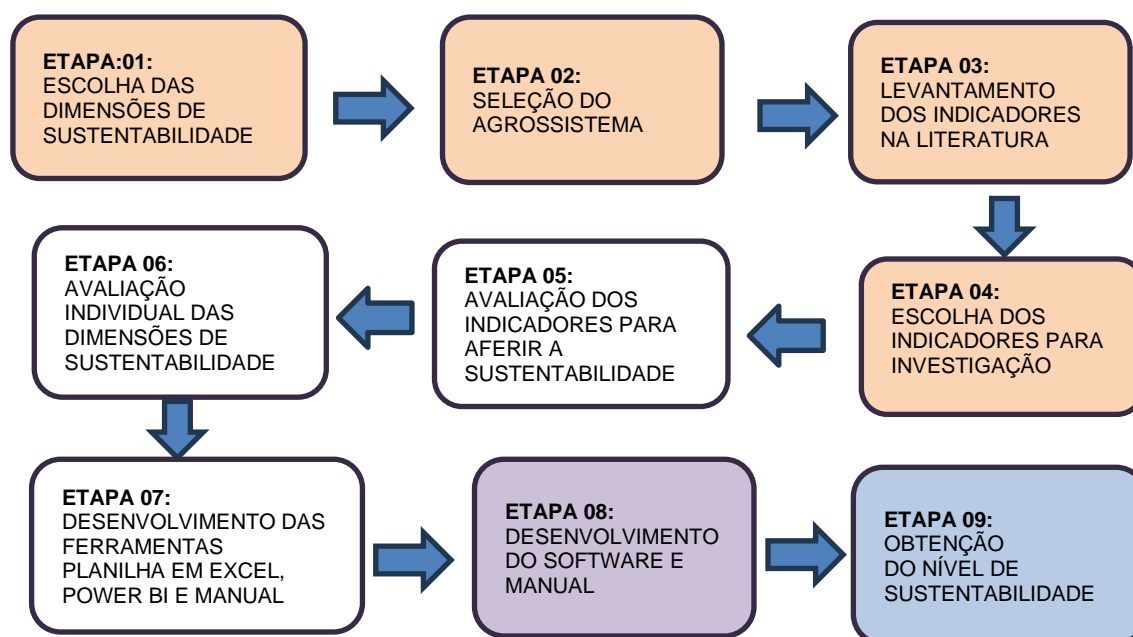 ETAPA:01:
ESCOLHA DAS
DIMENSÕES DE
SUSTENTABILIDADE
ETAPA 02:
SELEÇÃO DO
AGROSSISTEMA
ETAPA 03:
LEVANTAMENTO
DOS INDICADORES
NA LITERATURA
ETAPA 04:
ESCOLHA DOS
INDICADORES PARA
INVESTIGAÇÃO
ETAPA 05:
AVALIAÇÃO DOS
INDICADORES PARA
AFERIR A
SUSTENTABILIDADE
ETAPA 06:
AVALIAÇÃO
INDIVIDUAL DAS
DIMENSÕES DE
SUSTENTABILIDADE
ETAPA 07:
DESENVOLVIMENTO DAS
FERRAMENTAS
PLANILHA EM EXCEL,
POWER BI E MANUAL
ETAPA 08:
DESENVOLVIMENTO
DO SOFTWARE E
MANUAL
ETAPA 09:
OBTENÇÃO
DO NÍVEL DE
SUSTENTABILIDADE